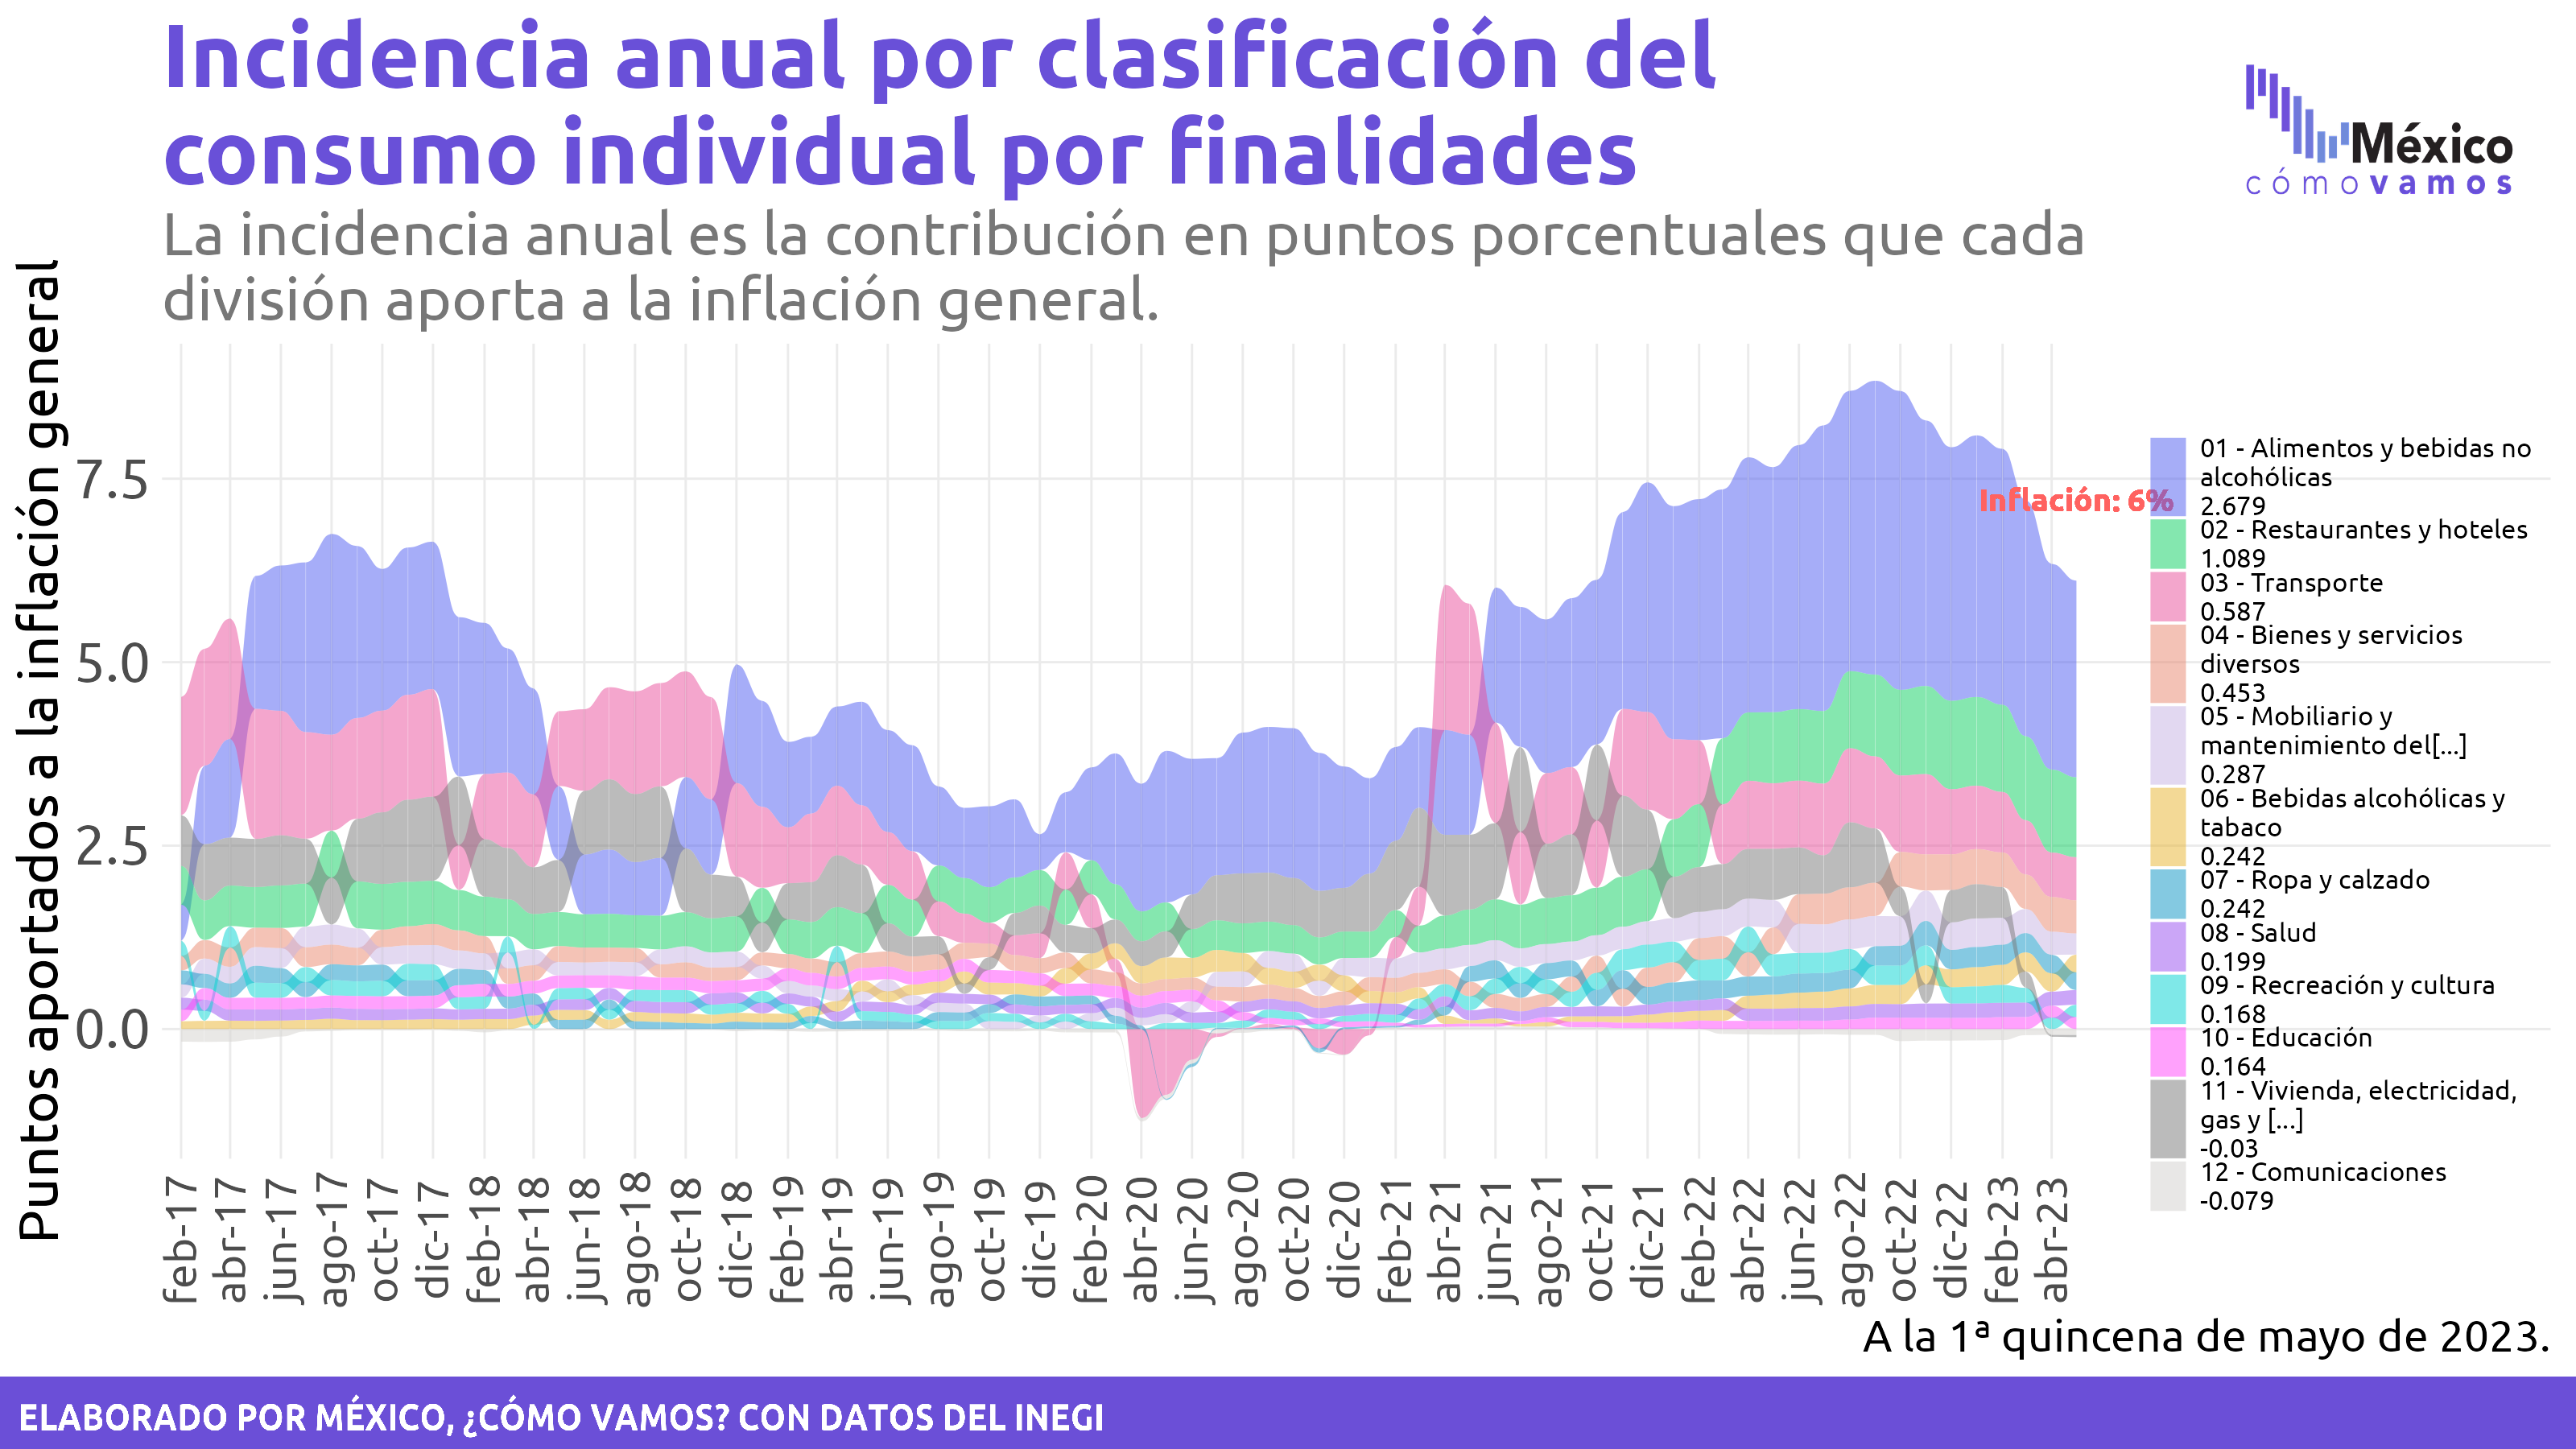 Incidencia anual por clasificación del
consumo individual por finalidades
La incidencia anual es la contribución en puntos porcentuales que cada
división aporta a la inflación general.
México
cómovamos
Puntos aportados a la inflación general
7.5
5.0
2.5
0.0
Inflación: 6%
01 - Alimentos y bebidas no
alcohólicas
2.679
02 - Restaurantes y hoteles
1.089
03 - Transporte
0.587
04 - Bienes y servicios
diversos
0.453
05 - Mobiliario y
mantenimiento del[...]
0.287
06 - Bebidas alcohólicas y
tabaco
0.242
07 - Ropa y calzado
0.242
08 - Salud
0.199
09 - Recreación y cultura
0.168
10 - Educación
0.164
11 - Vivienda, electricidad,
gas y [...]
-0.03
12 - Comunicaciones
-0.079
feb-17
abr-17
jun-17
ago-17
oct-17
dic-17
feb-18
abr-18
jun-18
ago-18
oct-18
dic-18
feb-19
abr-19
jun-19
ago-19
oct-19
dic-19
feb-20
abr-20
jun-20
ago-20
oct-20
dic-20
feb-21
abr-21
jun-21
ago-21
oct-21
dic-21
feb-22
abr-22
jun-22
ago-22
oct-22
dic-22
feb-23
abr-23
A la 1ª quincena de mayo de 2023.
ELABORADO POR MÉXICO, ¿CÓMO VAMOS? CON DATOS DEL INEGI